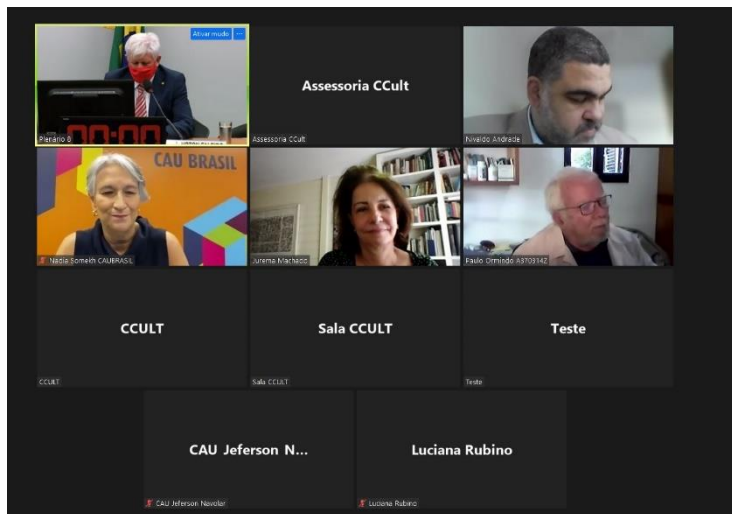 Ativar mudo ...
Plenário 8
00:00
Assessoria CCult
Assessoria CCult
Nivaldo Andrade
CAU BRASIL
Nadia Somekh CAUBRASIL
Jurema Machado
Paulo Ormindo A3703142
CCULT
CCULT
Sala CCULT
Sala CCULT
Teste
Teste
CAU Jeferson N...
CAU Jeferson Navolar
Luciana Rubino
Luciana Rubino